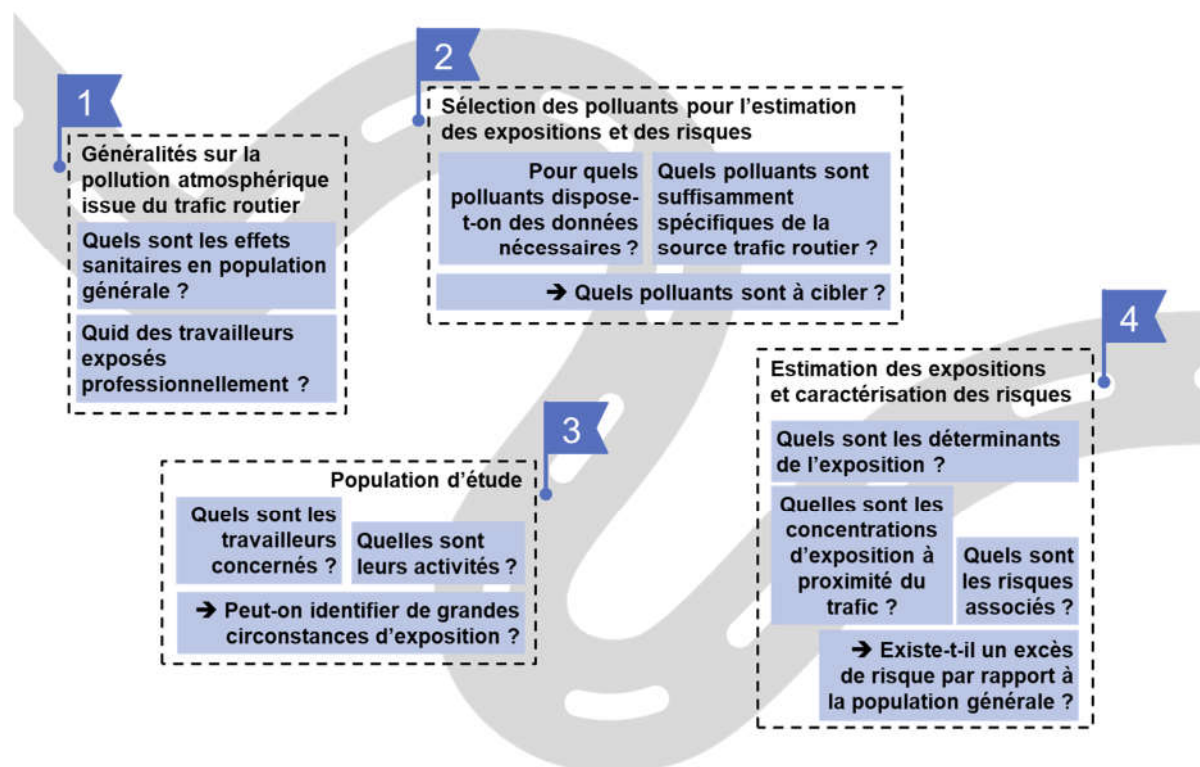 1
Généralités sur la
pollution atmosphérique
issue du trafic routier
Quels sont les effets
sanitaires en population
générale ?
Quid des travailleurs
exposés
professionnellement ?
2
Sélection des polluants pour l'estimation
des expositions et des risques
Pour quels
polluants dispose-
t-on des données
nécessaires ?
Quels polluants sont
suffisamment
spécifiques de la
source trafic routier ?
➔ Quels polluants sont à cibler ?
3
Population d'étude
Quels sont les
travailleurs
concernés ?
Quelles sont
leurs activités ?
➔ Peut-on identifier de grandes
circonstances d'exposition ?
4
Estimation des expositions
et caractérisation des risques
Quels sont les déterminants
de l'exposition ?
Quelles sont les
concentrations
d'exposition à
proximité du
trafic ?
Quels sont
les risques
associés ?
➔ Existe-t-il un excès
de risque par rapport à
la population générale ?